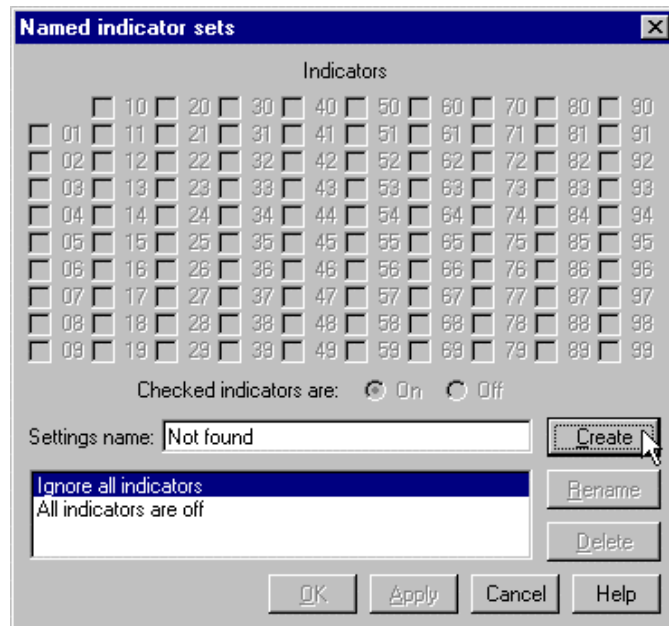 Named indicator sets
Indicators
10 20 30 40 50 60 70 80 90
01 11 21 31 41 51 61 71 81 91
02 12 22 32 42 52 62 72 82 92
03 13 23 33 43 53 63 73 83 93
04 14 24 34 44 54 64 74 84 94
05 15 25 35 45 55 65 75 85 95
06 16 26 36 46 56 66 76 86 96
07 17 27 37 47 57 67 77 87 97
08 18 28 38 48 58 68 78 88 98
09 19 29 39 49 59 69 79 89 99
Checked indicators are: On Off
Settings name: Not found Create
Ignore all indicators Rename
All indicators are off
Delete
OK Apply Cancel Help